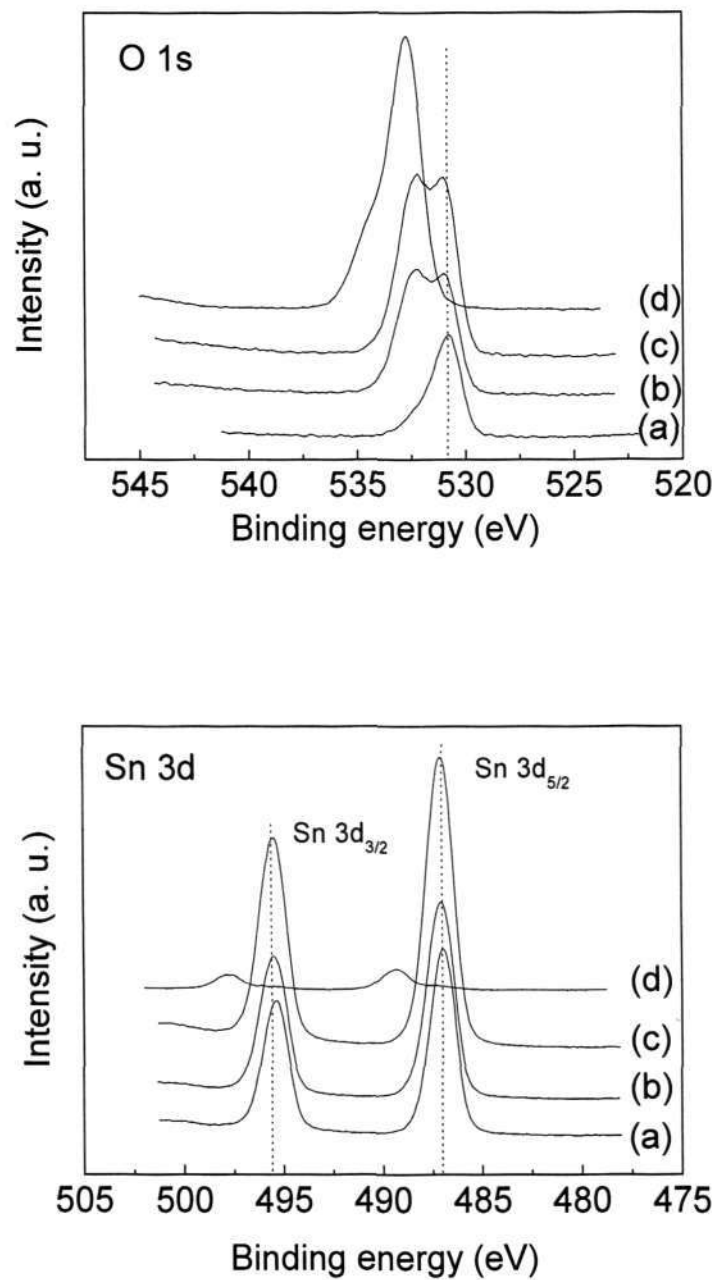 O 1s
Intensity (a. u.)
(d)
(c)
(b)
(a)
545 540 535 530 525 520
Binding energy (eV)
Sn 3d
Sn 3d5/2
Sn 3d3/2
Intensity (a. u.)
(d)
(c)
(b)
(a)
505 500 495 490 485 480 475
Binding energy (eV)